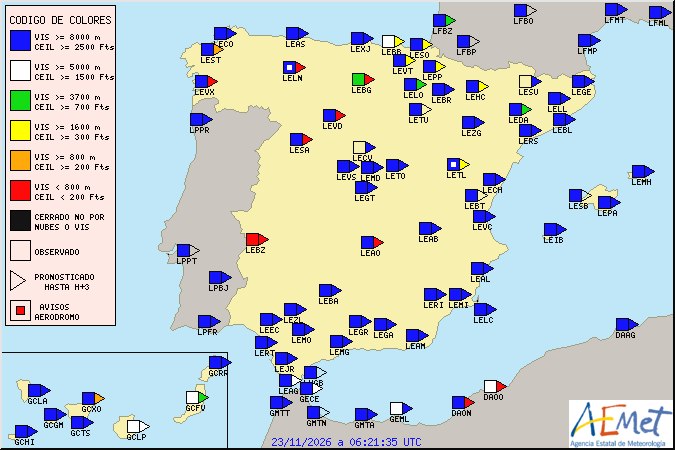 CODIGO DE COLORES
VIS >= 8000 m
CEIL >= 2500 Fts
VIS >= 5000 m
CEIL >= 1500 Fts
VIS >= 3700 m
CEIL >= 700 Fts
VIS >= 1600 m
CEIL >= 300 Fts
VIS >= 800 m
CEIL >= 200 Fts
VIS < 800 m
CEIL < 200 Fts
CERRADO NO POR
NUBES O VIS
OBSERVADO
PRONOSTICADO
HASTA H+3
AVISOS
AERODROMO
LFBO
LFMT
LFML
LFBZ
LECO
LEAS
LEXJ
LEBB
LESO
LFBP
LFMP
LEST
LEVT
LEPP
LELN
LEVX
LEBG
LELO
LEBR
LEHC
LESU
LEGE
LELL
LETU
LEDA
LEBL
LPPR
LEVD
LEZG
LERS
LESA
LECV
LEVS
LEMD
LETO
LETL
LEMH
LECH
LEGT
LEBT
LESB
LEPA
LEVC
LEAB
LEIB
LEBZ
LEAO
LPPT
LEAL
LPBJ
LEBA
LERI
LEMI
LEZL
LELC
LPFR
LEEC
LEMO
LEGR
LEGA
LEAM
DAAG
LERT
LEMG
LEJR
GCRR
LEAG
LXGB
GCLA
GCXO
GCFV
GECE
DAOO
GMTT
GEML
DAON
GCGM
GCTS
GCLP
GMTN
GMTA
GCHI
23/11/2026 a 06:21:35 UTC
AEMet
Agencia Estatal de Meteorología